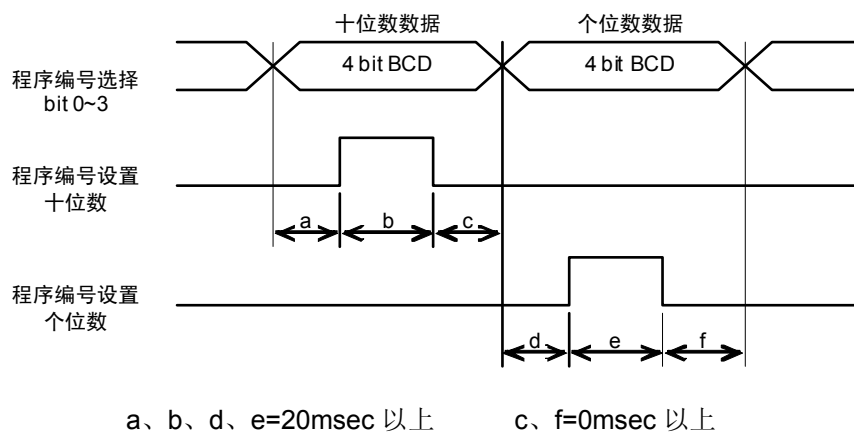 十位数数据 个位数数据
程序编号选择 4 bit BCD 4 bit BCD
bit 0~3
程序编号设置
十位数
a b c
程序编号设置
个位数
d e f
a、b、d、e=20msec 以上 c、f=0msec 以上